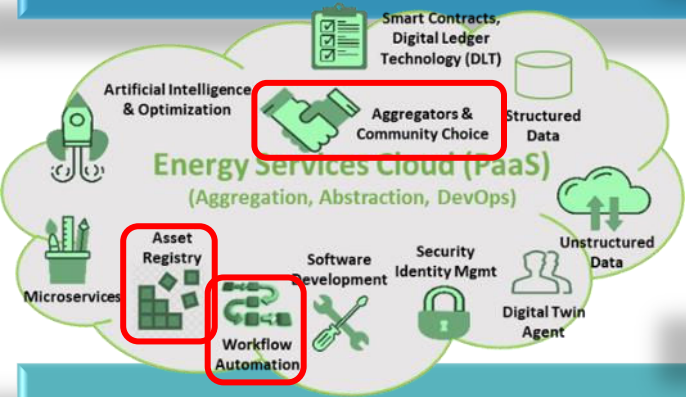 Smart Contracts,
Digital Ledger
Technology (DLT)
Artificial Intelligence
& Optimization
Aggregators &
Community Choice
Structured
Data
Energy Services Cloud (PaaS)
(Aggregation, Abstraction, DevOps)
Asset
Registry
Software
Development
Security
Identity Mgmt
Unstructured
Data
Microservices
Workflow
Automation
Digital Twin
Agent